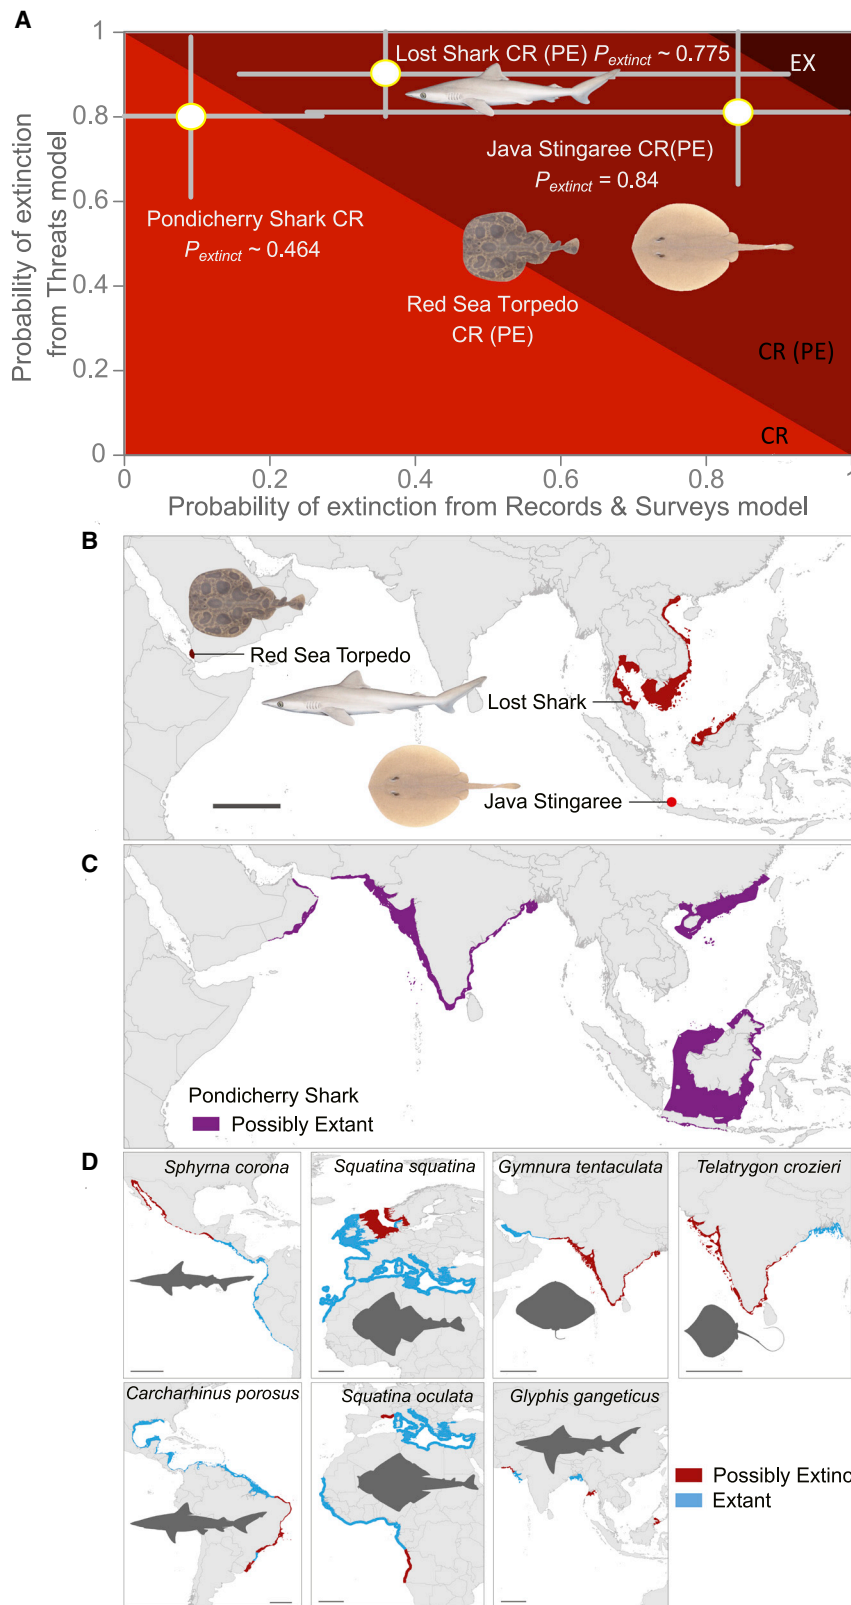 A
1
0.8
0.6
0.4
0.2
0
Probability of extinction
from Threats model
Lost Shark CR (PE) Pextinct ~ 0.775
EX
Java Stingaree CR(PE)
Pextinct = 0.84
Pondicherry Shark CR
Pextinct ~ 0.464
Red Sea Torpedo
CR (PE)
CR (PE)
CR
0 0.2 0.4 0.6 0.8 1
Probability of extinction from Records & Surveys model
B
Red Sea Torpedo
Lost Shark
Java Stingaree
C
Pondicherry Shark
Possibly Extant
D
Sphyrna corona
Squatina squatina
Gymnura tentaculata
Telatrygon crozieri
Carcharhinus porosus
Squatina oculata
Glyphis gangeticus
Possibly Extinc
Extant